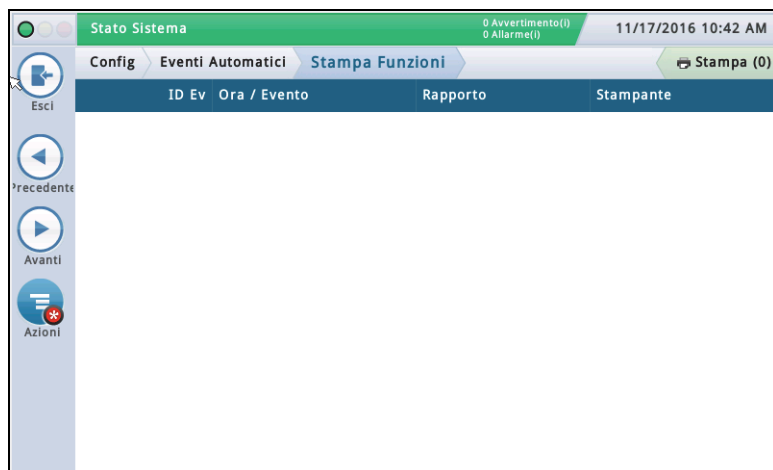 Stato Sistema
0 Avvertimento(i)
0 Allarme(i)
11/17/2016 10:42 AM
Config Eventi Automatici Stampa Funzioni Stampa (0)
ID Ev Ora / Evento Rapporto Stampante
Esci
Precedente
Avanti
Azioni